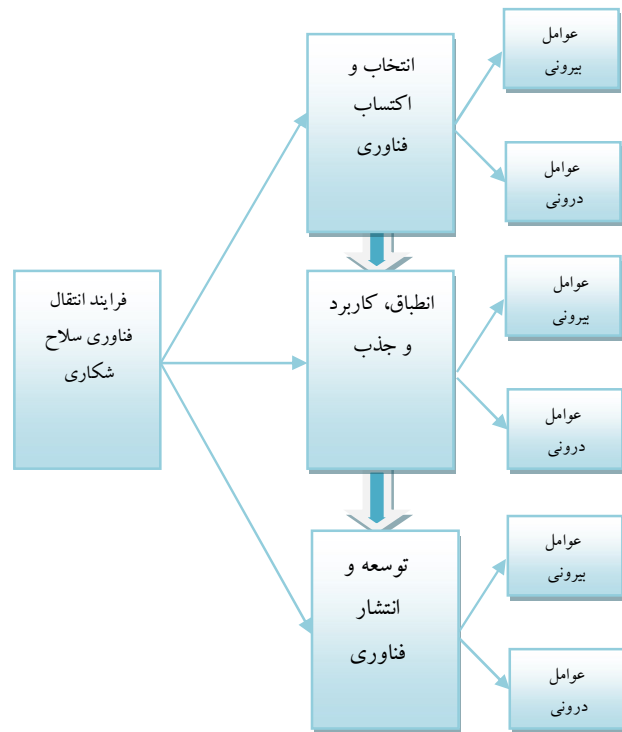 فرایند انتقال
فناوری سلاح
شکاری
انتخاب و
اکتساب
فناوری
عوامل
بیرونی
عوامل
درونی
انطباق، کاربرد
و جذب
عوامل
بیرونی
عوامل
درونی
توسعه و
انتشار
فناوری
عوامل
بیرونی
عوامل
درونی